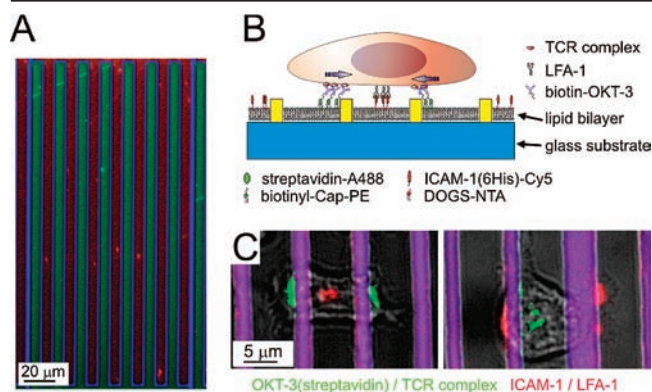 A
B
TCR complex
LFA-1
biotin-OKT-3
lipid bilayer
glass substrate
streptavidin-A488
ICAM-1(6His)-Cy5
biotinyl-Cap-PE
DOGS-NTA
C
20 µm
5 µm
OKT-3(streptavidin) / TCR complex ICAM-1 / LFA-1